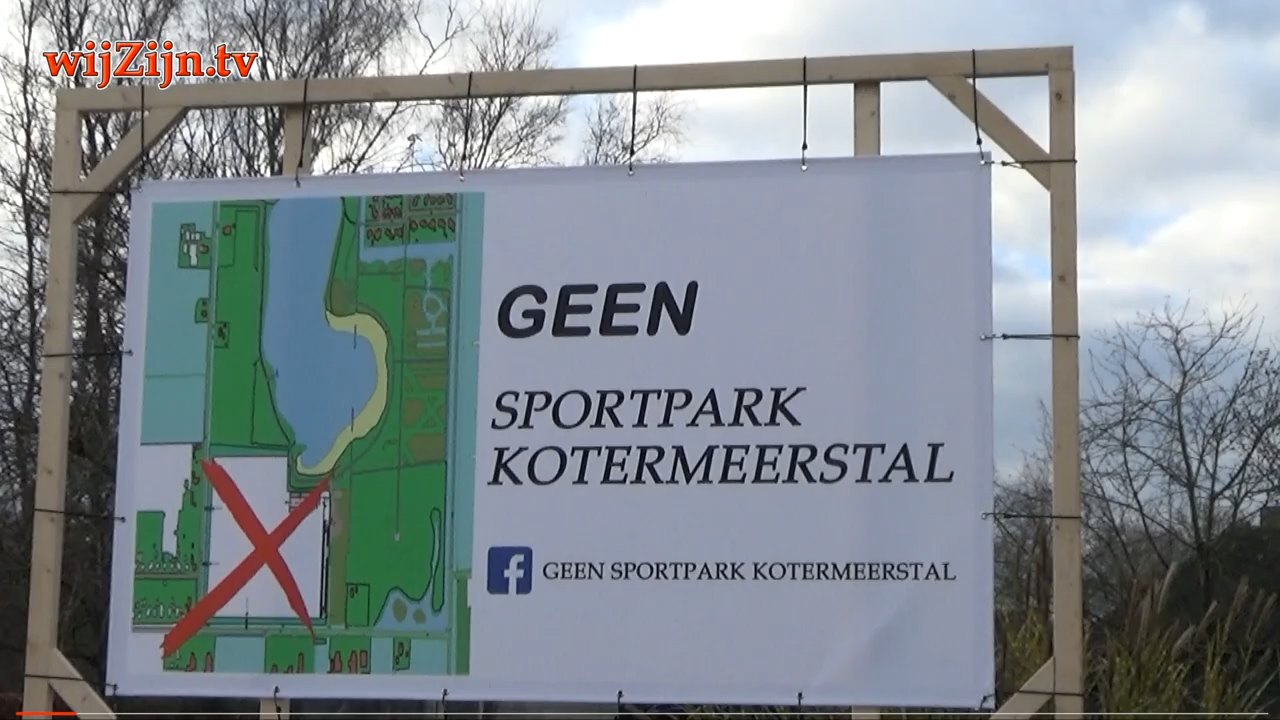 wijZijn.tv
GEEN
SPORTPARK
KOTERMEERSTAL
f GEEN SPORTPARK KOTERMEERSTAL